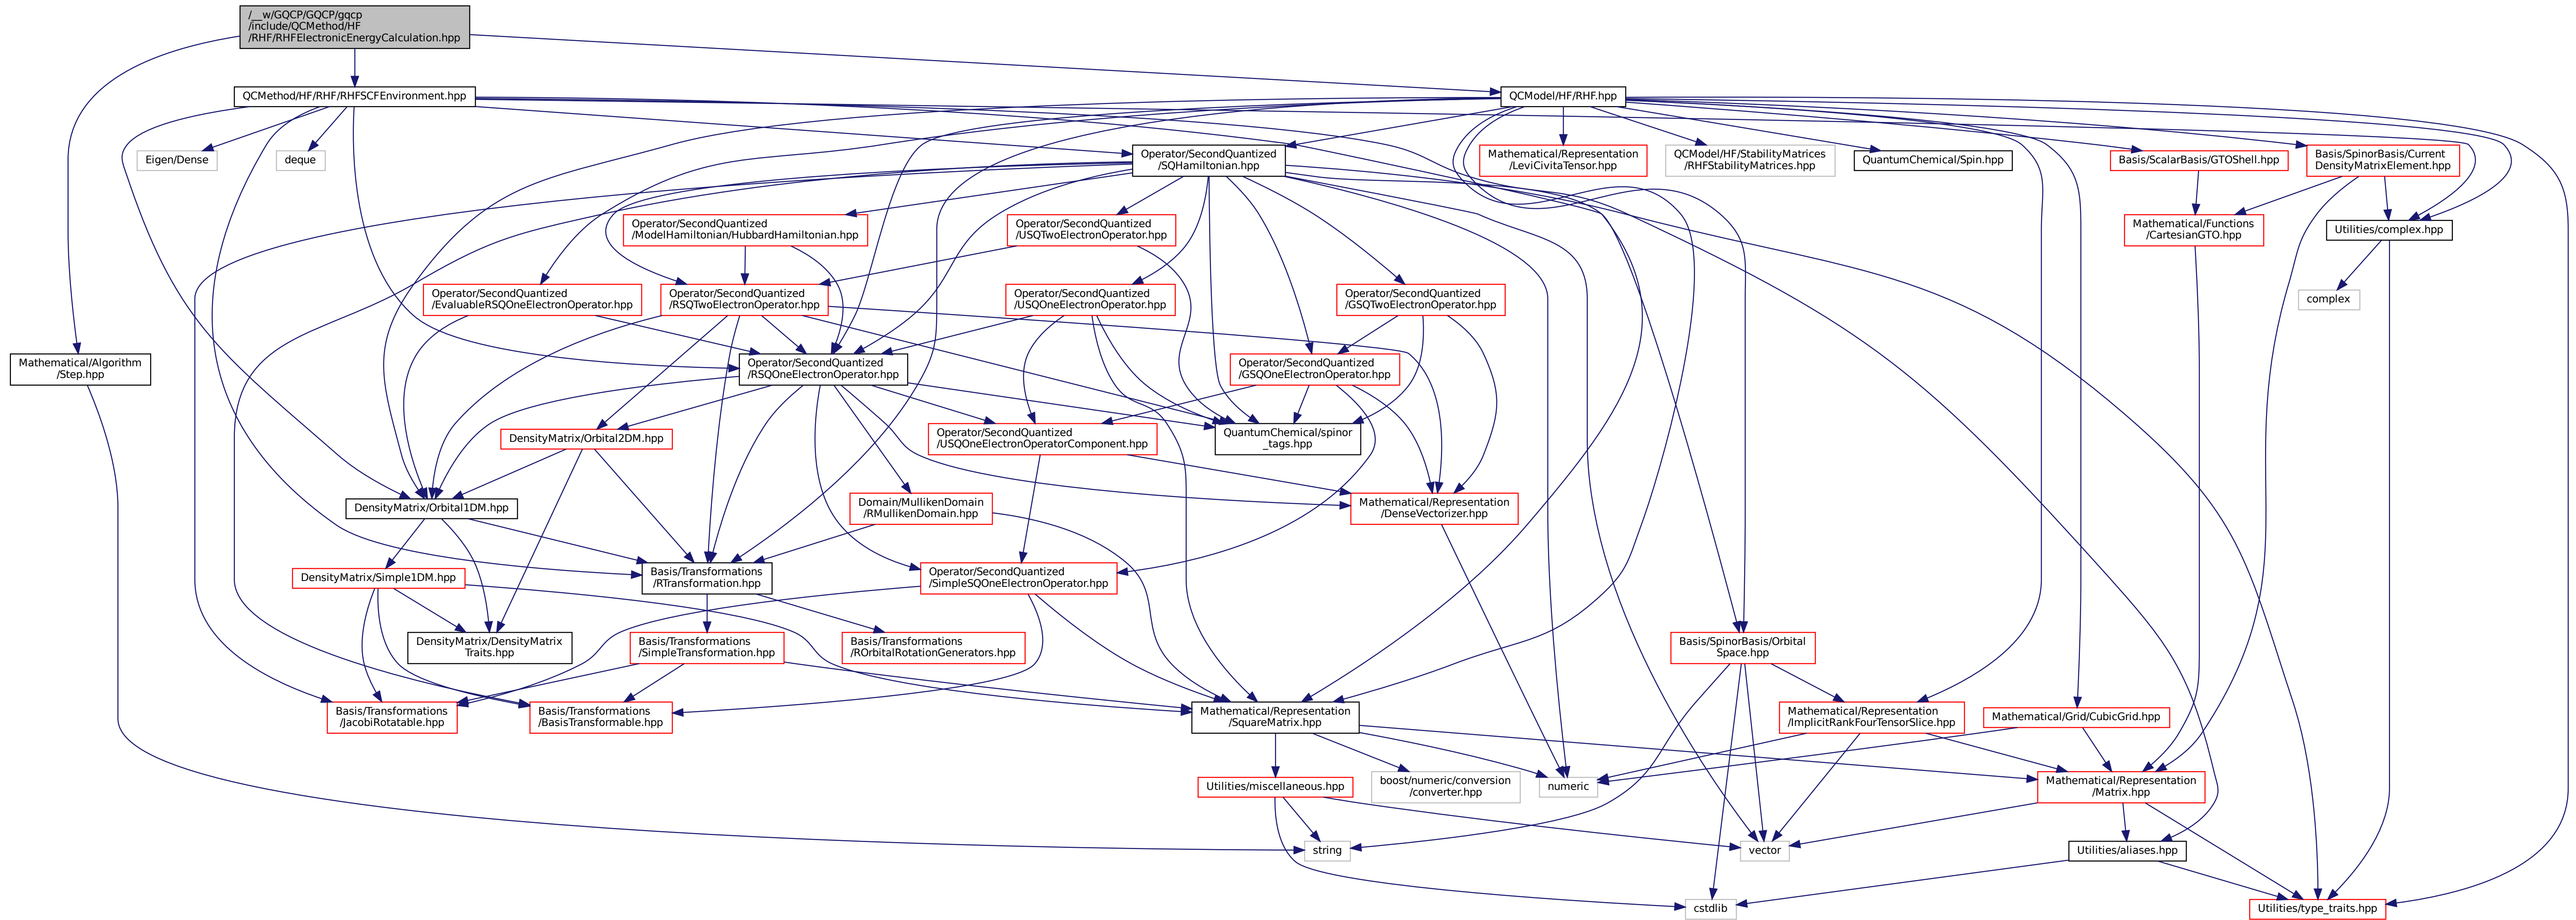 /__w/GQCP/GQCP/gqcp
/include/QCMethod/HF
/RHF/RHFElectronicEnergyCalculation.hpp
QCMethod/HF/RHF/RHFSCFEnvironment.hpp
QCModel/HF/RHF.hpp
Eigen/Dense
deque
Operator/SecondQuantized
/SQHamiltonian.hpp
Mathematical/Representation
/LeviCivitaTensor.hpp
QCModel/HF/StabilityMatrices
/RHFStabilityMatrices.hpp
QuantumChemical/Spin.hpp
Basis/ScalarBasis/GTOShell.hpp
Basis/SpinorBasis/Current
DensityMatrixElement.hpp
Operator/SecondQuantized
/ModelHamiltonian/HubbardHamiltonian.hpp
Operator/SecondQuantized
/USQTwoElectronOperator.hpp
Mathematical/Functions
/CartesianGTO.hpp
Utilities/complex.hpp
Operator/SecondQuantized
/EvaluableRSQOneElectronOperator.hpp
Operator/SecondQuantized
/RSQTwoElectronOperator.hpp
Operator/SecondQuantized
/USQOneElectronOperator.hpp
Operator/SecondQuantized
/GSQTwoElectronOperator.hpp
complex
Mathematical/Algorithm
/Step.hpp
Operator/SecondQuantized
/RSQOneElectronOperator.hpp
Operator/SecondQuantized
/GSQOneElectronOperator.hpp
DensityMatrix/Orbital2DM.hpp
Operator/SecondQuantized
/USQOneElectronOperatorComponent.hpp
QuantumChemical/spinor
_tags.hpp
DensityMatrix/Orbital1DM.hpp
Domain/MullikenDomain
/RMullikenDomain.hpp
Mathematical/Representation
/DenseVectorizer.hpp
DensityMatrix/Simple1DM.hpp
Basis/Transformations
/RTransformation.hpp
Operator/SecondQuantized
/SimpleSQOneElectronOperator.hpp
DensityMatrix/DensityMatrix
Traits.hpp
Basis/Transformations
/SimpleTransformation.hpp
Basis/Transformations
/ROrbitalRotationGenerators.hpp
Basis/SpinorBasis/Orbital
Space.hpp
Basis/Transformations
/JacobiRotatable.hpp
Basis/Transformations
/BasisTransformable.hpp
Mathematical/Representation
/SquareMatrix.hpp
Mathematical/Representation
/ImplicitRankFourTensorSlice.hpp
Mathematical/Grid/CubicGrid.hpp
Utilities/miscellaneous.hpp
boost/numeric/conversion
/converter.hpp
numeric
Mathematical/Representation
/Matrix.hpp
string
vector
Utilities/aliases.hpp
cstdlib
Utilities/type_traits.hpp